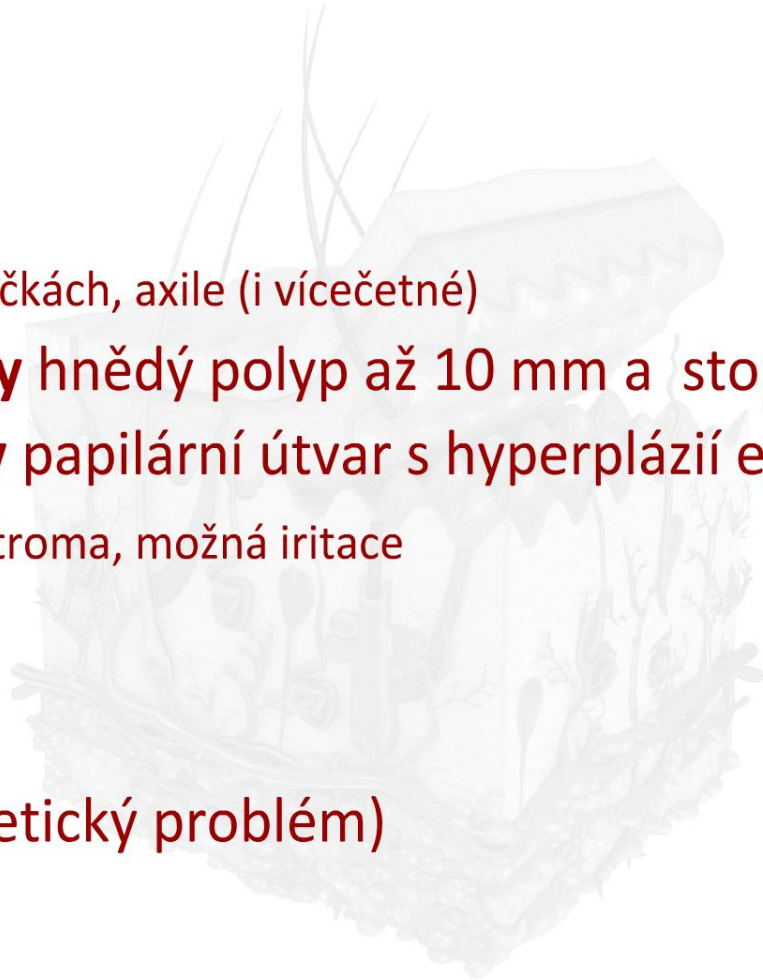 čkách, axile (i vícečetné)
y hnědý polyp až 10 mm a sto
papilární útvar s hyperplázií e
troma, možná iritace
etický problém)